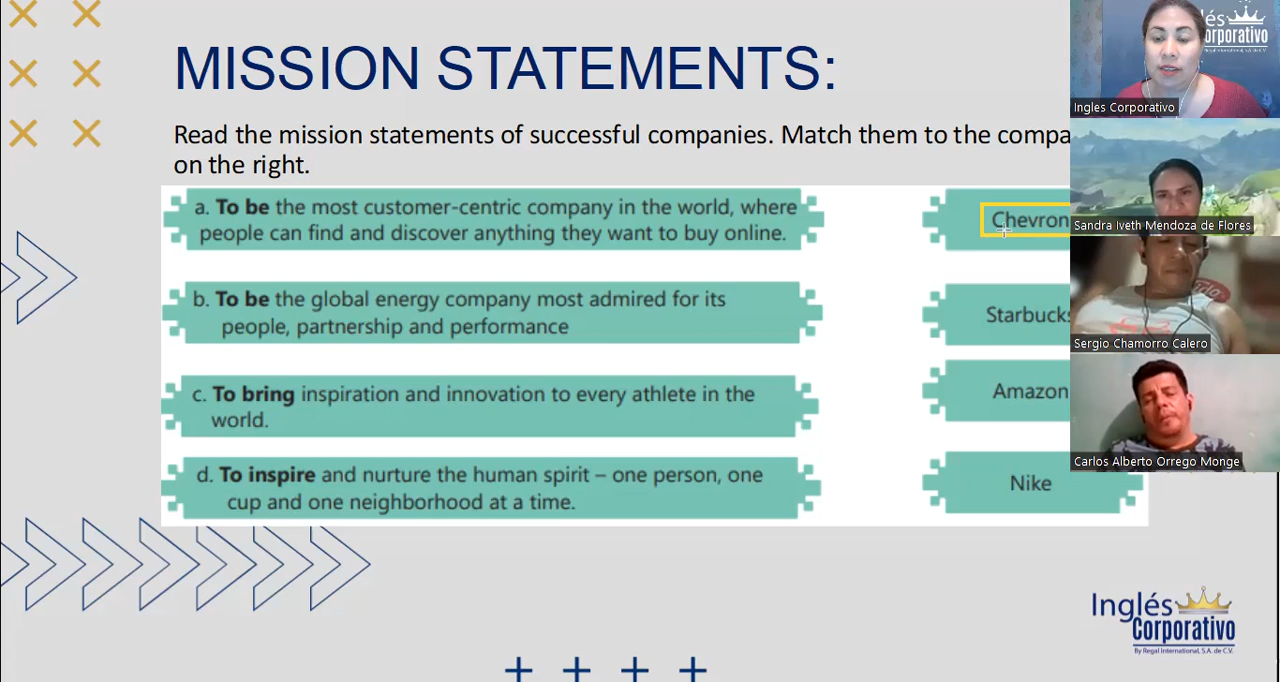 MISSION STATEMENTS:
Read the mission statements of successful companies. Match them to the compa
on the right.
a. To be the most customer-centric company in the world, where
people can find and discover anything they want to buy online.
Chevron
b. To be the global energy company most admired for its
people, partnership and performance
Starbucks
c. To bring inspiration and innovation to every athlete in the
world.
Amazon
d. To inspire and nurture the human spirit – one person, one
cup and one neighborhood at a time.
Nike
Inglés
Corporativo
By Regal International, S.A. de C.V.
lés
orporativo
Ingles Corporativo
Sandra Iveth Mendoza de Flores
Sergio Chamorro Calero
Carlos Alberto Orrego Monge